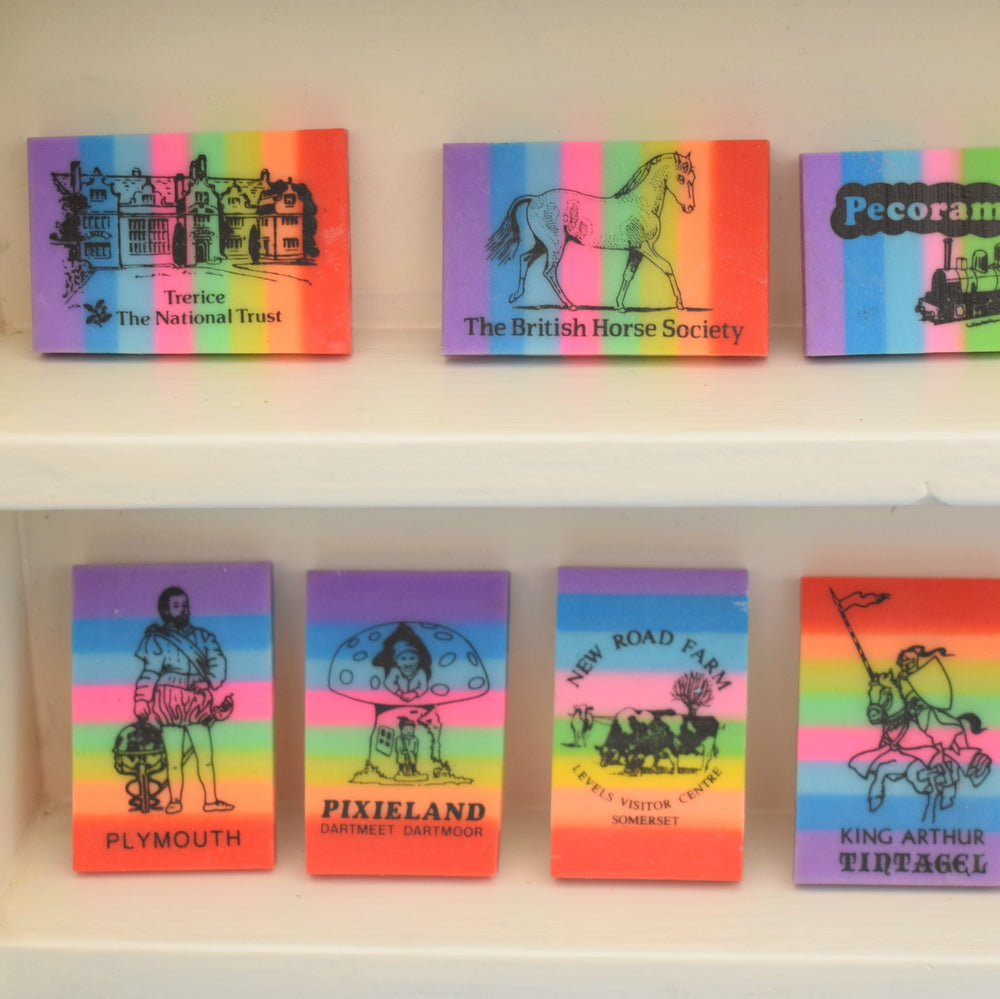 Trerice
The National Trust
The British Horse Society
Pecoram
PLYMOUTH
PIXIELAND
DARTMEET DARTMOOR
NEW ROAD FARM
LEVELS VISITOR CENTRE
SOMERSET
KING ARTHUR
TINTAGEL